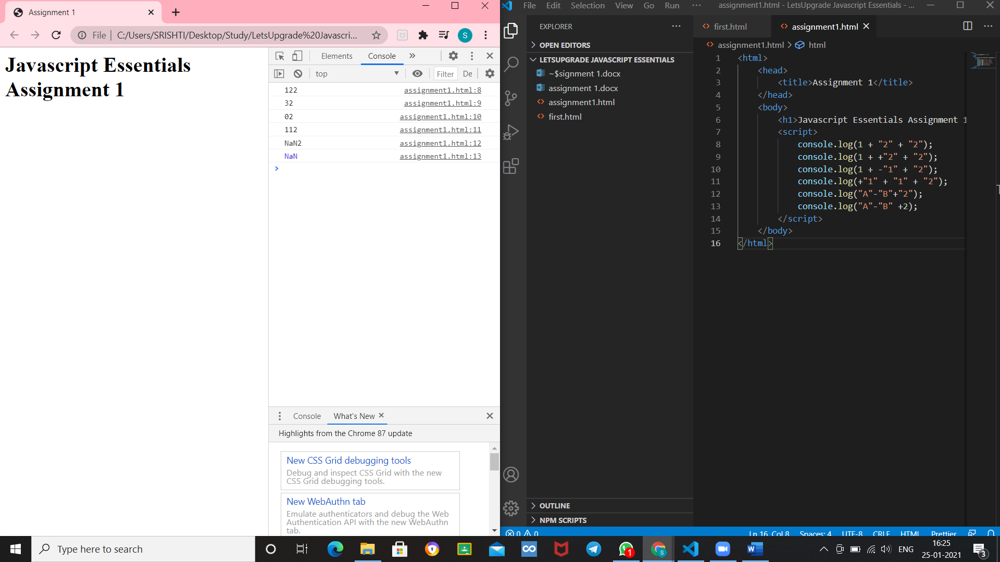 Assignment 1
File
C:/Users/SRISHTI/Desktop/Study/LetsUpgrade%20Javascri...
S
Javascript Essentials
Assignment 1
Elements
Console
top
Filter
De
122 assignment1.html:8
32 assignment1.html:9
02 assignment1.html:10
112 assignment1.html:11
NaN2 assignment1.html:12
NaN assignment1.html:13
Console
What's New
Highlights from the Chrome 87 update
New CSS Grid debugging tools
Debug and inspect CSS Grid with the new
CSS Grid debugging tools.
New WebAuthn tab
Emulate authenticators and debug the Web
Authentication API with the new WebAuthn
tab.
File Edit Selection View Go Run ··· assignment1.html - LetsUpgrade Javascript Essentials - ...
EXPLORER
OPEN EDITORS
LETSUPGRADE JAVASCRIPT ESSENTIALS
~$signment 1.docx
assignment 1.docx
assignment1.html
first.html
OUTLINE
NPM SCRIPTS
first.html
assignment1.html
assignment1.html > html
1 <html>
2 <head>
3 <title>Assignment 1</title>
4 </head>
5 <body>
6 <h1>Javascript Essentials Assignment 1
7 <script>
8 console.log(1 + "2" + "2");
9 console.log(1 + +"2" + "2");
10 console.log(1 + -"1" + "2");
11 console.log(+"1" + "1" + "2");
12 console.log("A"-"B"+"2");
13 console.log("A"-"B" +2);
14 </script>
15 </body>
16 </html>
0 0
Ln 16, Col 8 Spaces: 4 UTF-8 CRLF HTML Prettier
Type here to search
1
ENG
16:25
25-01-2021
3